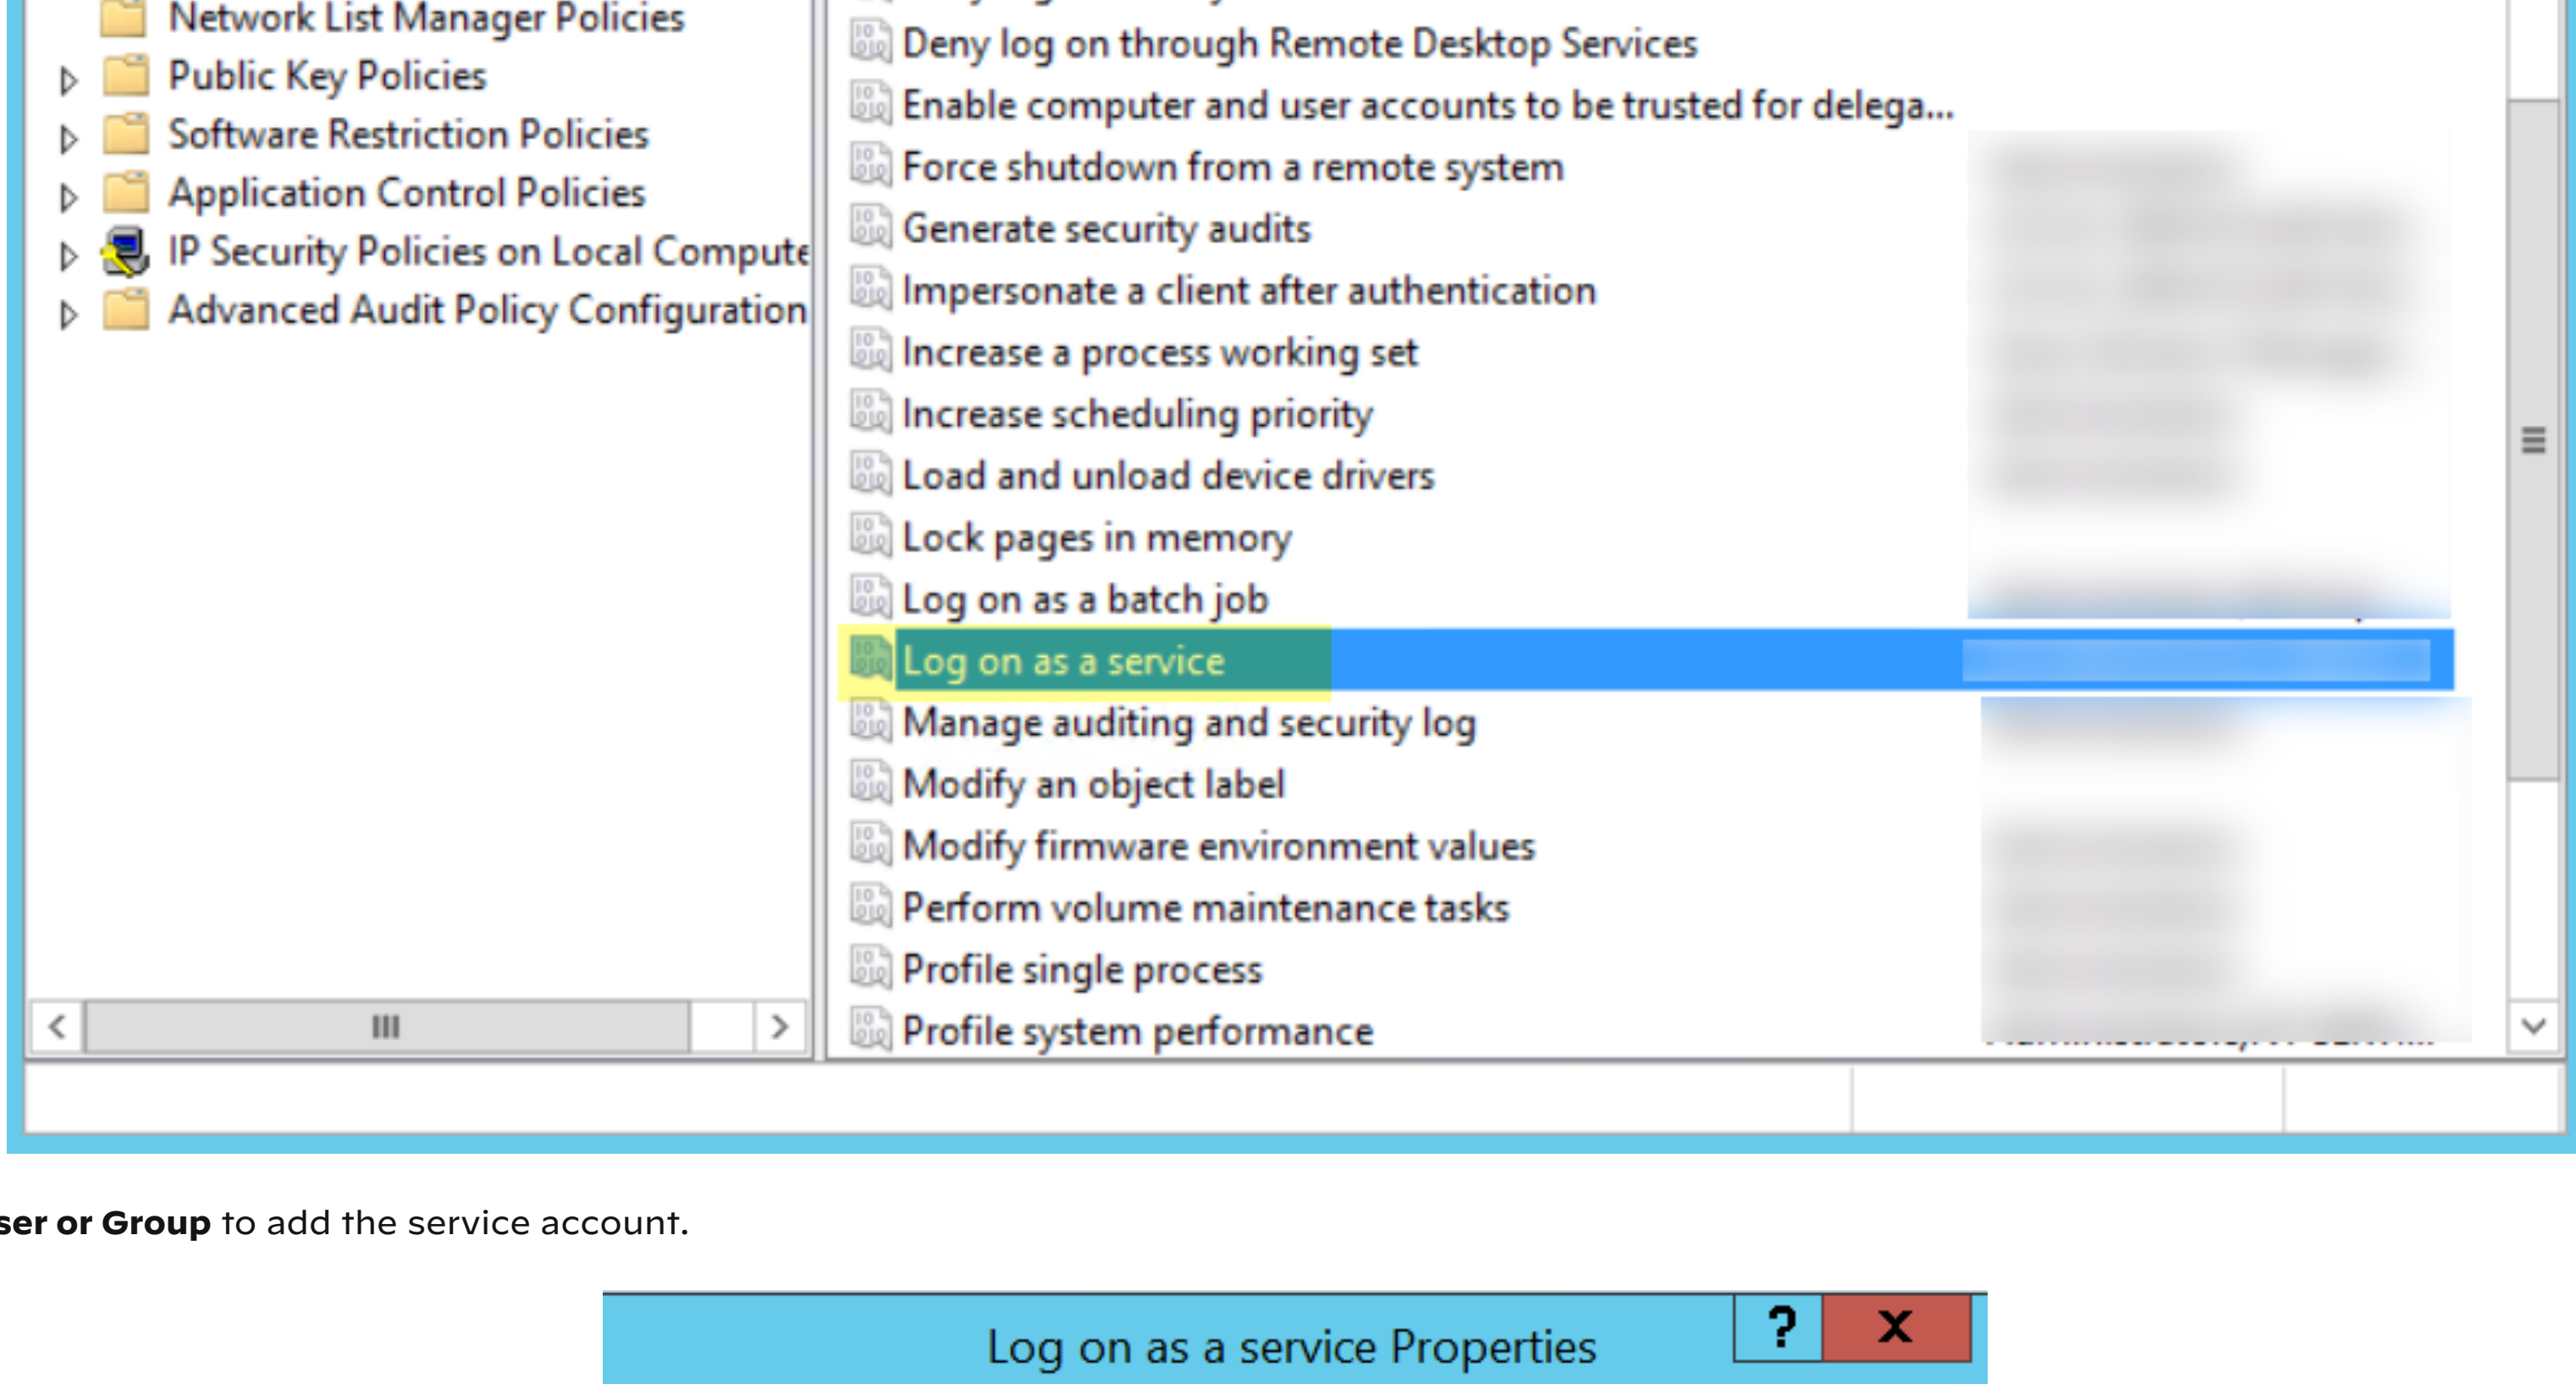 Network List Manager Policies
Public Key Policies
Software Restriction Policies
Application Control Policies
IP Security Policies on Local Compute
Advanced Audit Policy Configuration
Deny log on through Remote Desktop Services
Enable computer and user accounts to be trusted for delega...
Force shutdown from a remote system
Generate security audits
Impersonate a client after authentication
Increase a process working set
Increase scheduling priority
Load and unload device drivers
Lock pages in memory
Log on as a batch job
Log on as a service
Manage auditing and security log
Modify an object label
Modify firmware environment values
Perform volume maintenance tasks
Profile single process
Profile system performance
ser or Group to add the service account.
Log on as a service Properties
? X